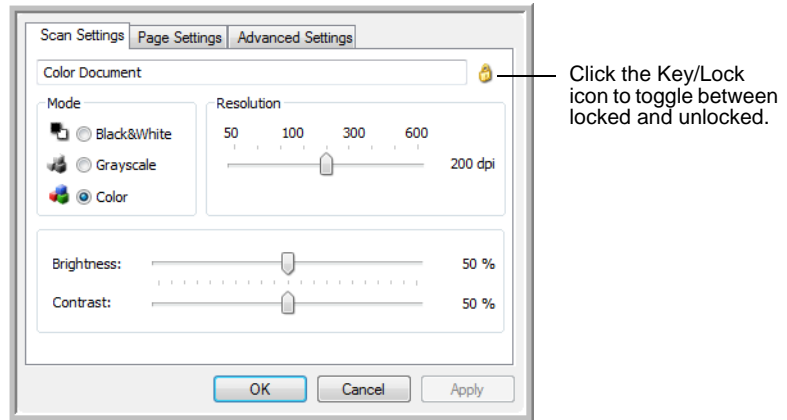 Scan Settings Page Settings Advanced Settings
Color Document
Click the Key/Lock
icon to toggle between
locked and unlocked.
Mode
Black&White
Grayscale
Color
Resolution
50 100 300 600
200 dpi
Brightness: 50 %
Contrast: 50 %
OK Cancel Apply